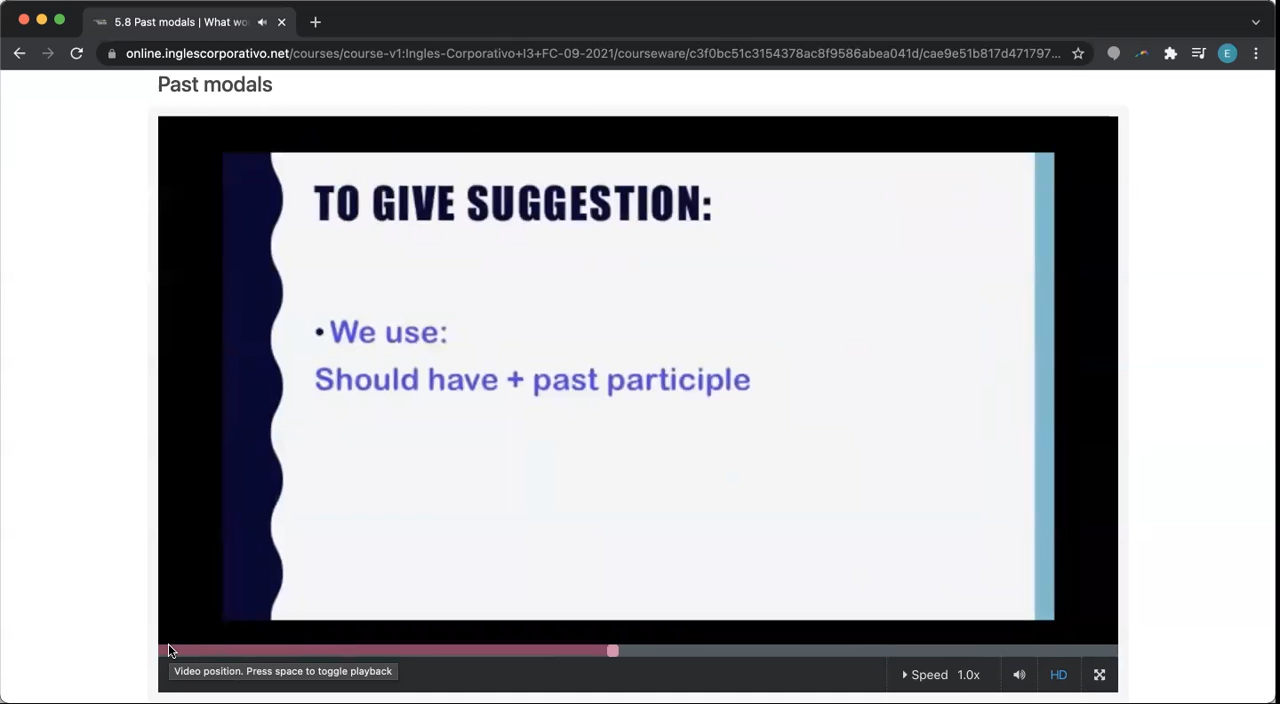 5.8 Past modals | What wo
online.inglescorporativo.net/courses/course-v1:Ingles-Corporativo+I3+FC-09-2021/courseware/c3f0bc51c3154378ac8f9586abea041d/cae9e51b817d471797...
E
Past modals
TO GIVE SUGGESTION:
• We use:
Should have + past participle
Video position. Press space to toggle playback
Speed 1.0x
HD